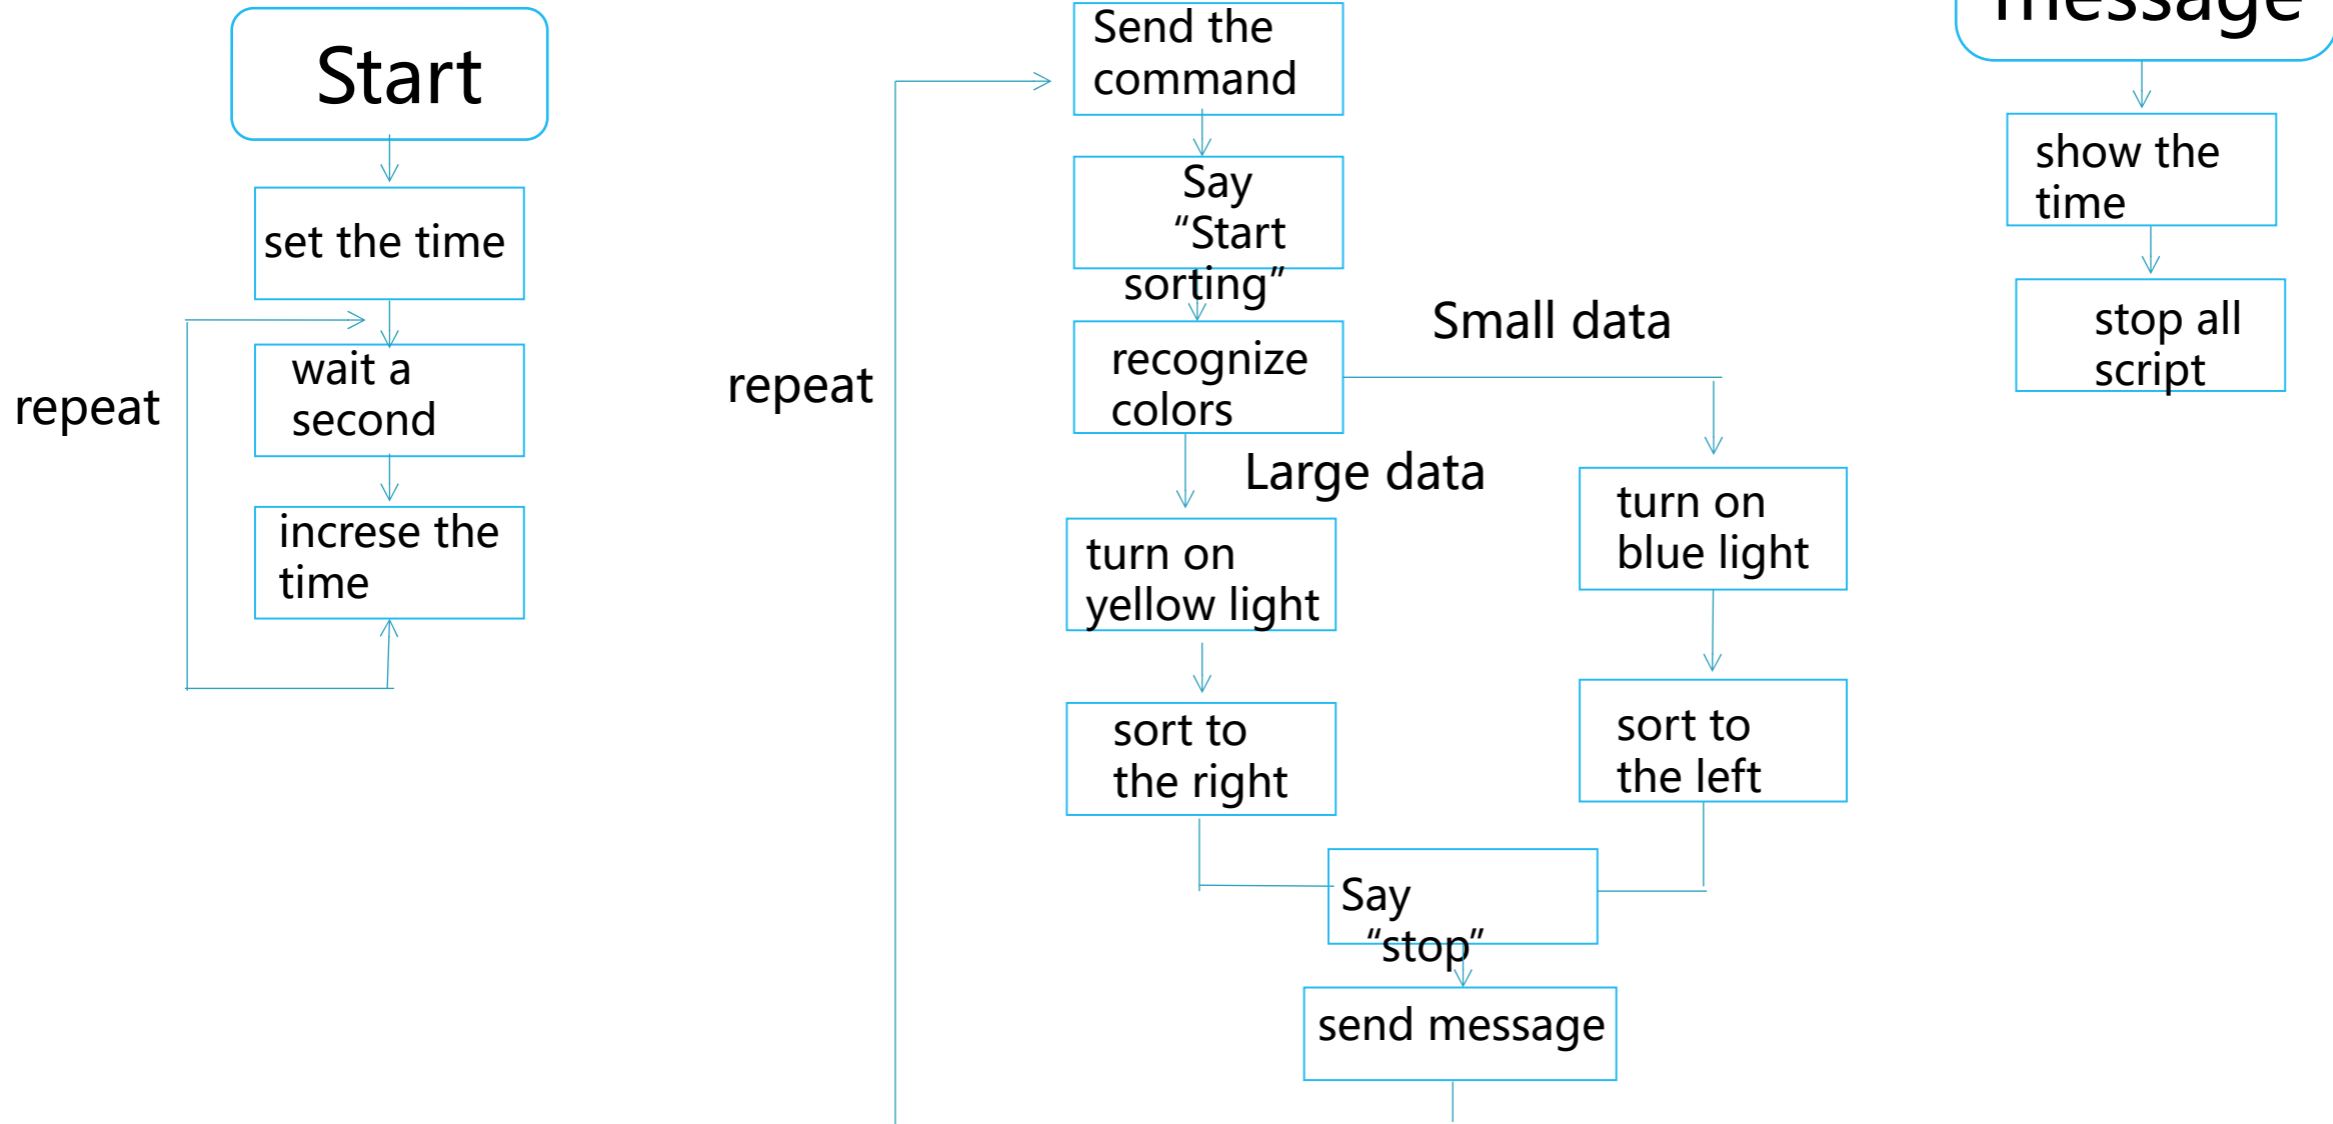 Start
set the time
repeat
wait a
second
increse the
time
Send the
command
Say
“Start
sorting”
repeat
recognize
colors
Small data
Large data
turn on
yellow light
turn on
blue light
sort to
the right
sort to
the left
Say
“stop”
send message
message
show the
time
stop all
script